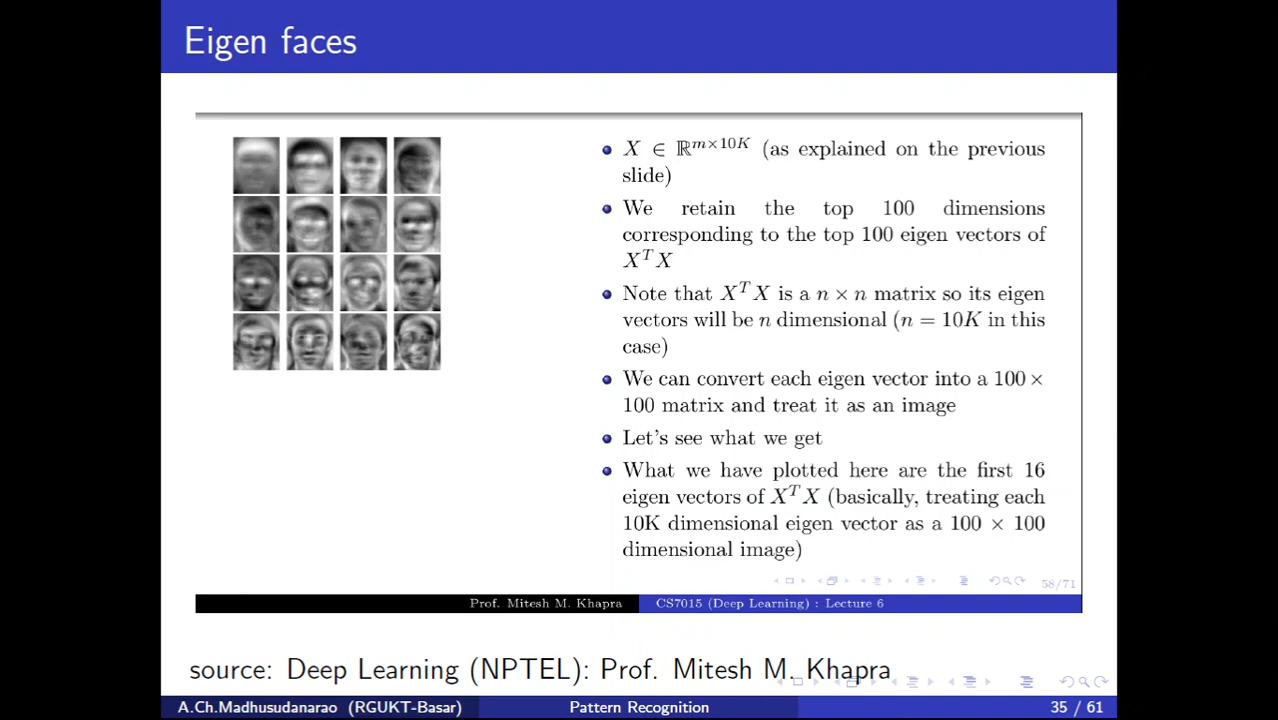 Eigen faces
X ∈ ℝ^{m×10K} (as explained on the previous
slide)
We retain the top 100 dimensions
corresponding to the top 100 eigen vectors of
X^T X
Note that X^T X is a n × n matrix so its eigen
vectors will be n dimensional (n = 10K in this
case)
We can convert each eigen vector into a 100 ×
100 matrix and treat it as an image
Let's see what we get
What we have plotted here are the first 16
eigen vectors of X^T X (basically, treating each
10K dimensional eigen vector as a 100 × 100
dimensional image)
58/71
Prof. Mitesh M. Khapra CS7015 (Deep Learning) : Lecture 6
source: Deep Learning (NPTEL): Prof. Mitesh M. Khapra
A.Ch.Madhusudanarao (RGUKT-Basar) Pattern Recognition 35 / 61